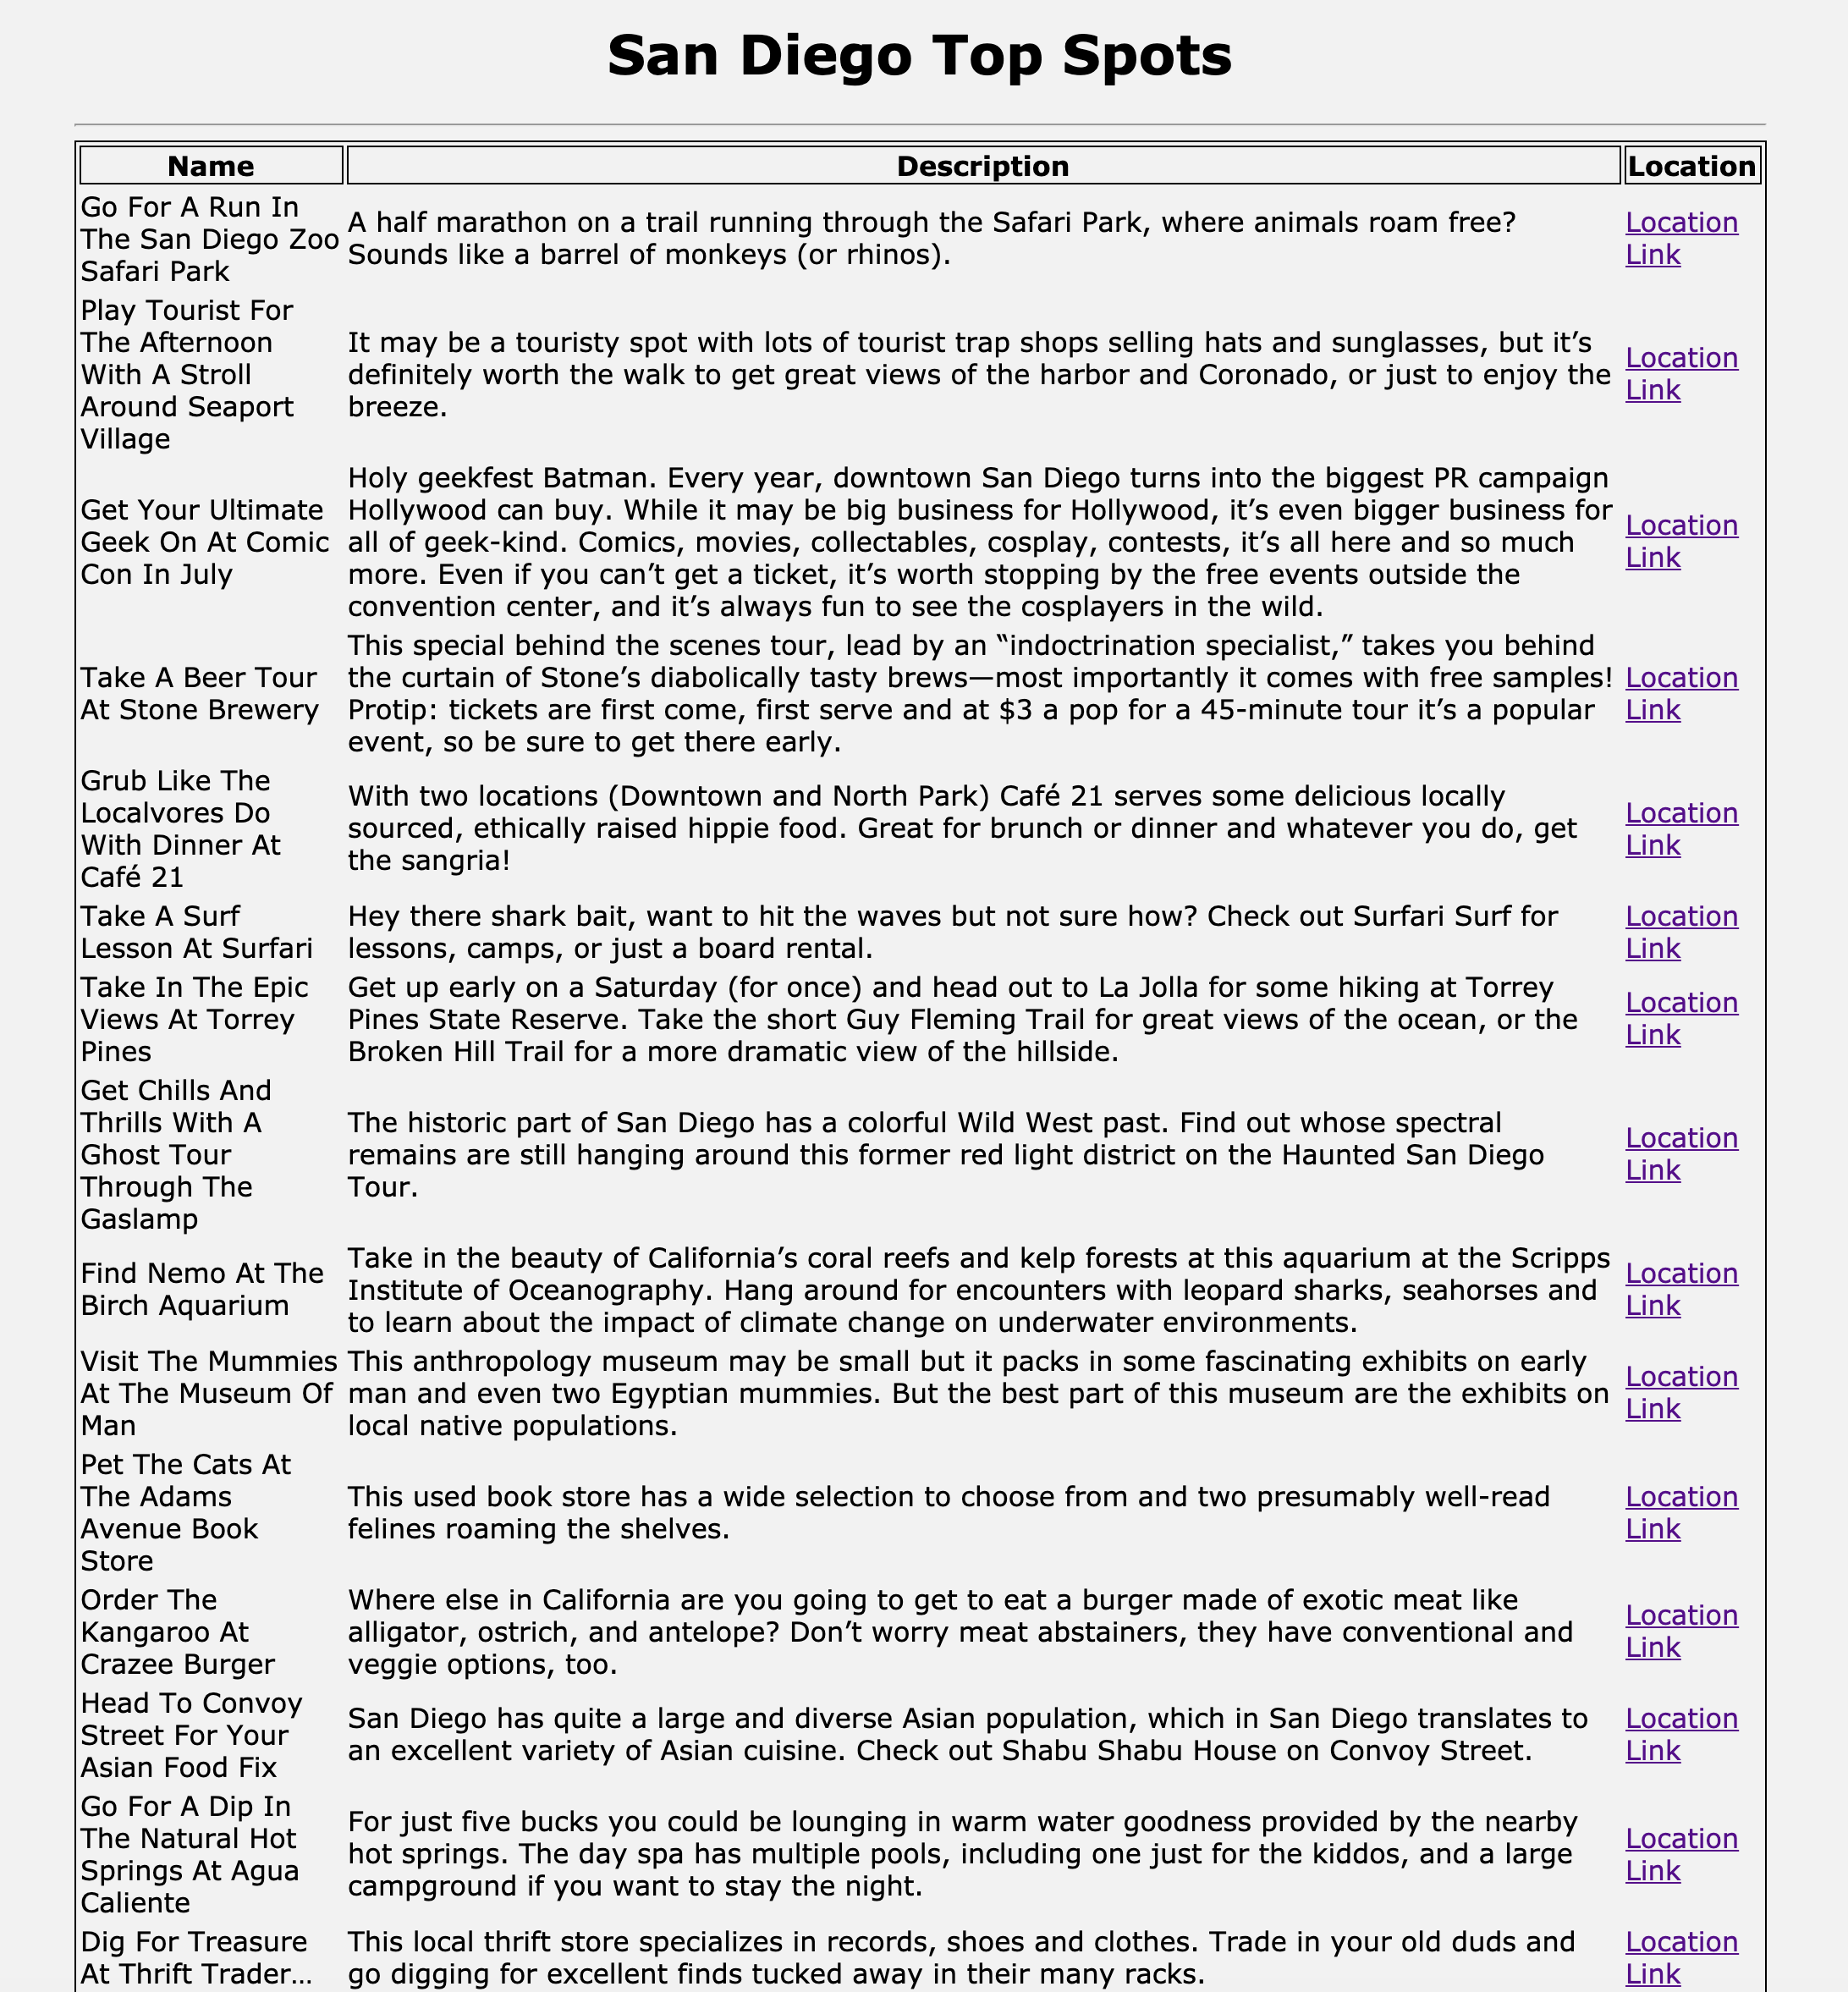 San Diego Top Spots
Name Description Location
Go For A Run In
The San Diego Zoo
Safari Park
A half marathon on a trail running through the Safari Park, where animals roam free?
Sounds like a barrel of monkeys (or rhinos).
Location
Link
Play Tourist For
The Afternoon
With A Stroll
Around Seaport
Village
It may be a touristy spot with lots of tourist trap shops selling hats and sunglasses, but it’s
definitely worth the walk to get great views of the harbor and Coronado, or just to enjoy the
breeze.
Location
Link
Get Your Ultimate
Geek On At Comic
Con In July
Holy geekfest Batman. Every year, downtown San Diego turns into the biggest PR campaign
Hollywood can buy. While it may be big business for Hollywood, it’s even bigger business for
all of geek-kind. Comics, movies, collectables, cosplay, contests, it’s all here and so much
more. Even if you can’t get a ticket, it’s worth stopping by the free events outside the
convention center, and it’s always fun to see the cosplayers in the wild.
Location
Link
Take A Beer Tour
At Stone Brewery
This special behind the scenes tour, lead by an “indoctrination specialist,” takes you behind
the curtain of Stone’s diabolically tasty brews—most importantly it comes with free samples!
Protip: tickets are first come, first serve and at $3 a pop for a 45-minute tour it’s a popular
event, so be sure to get there early.
Location
Link
Grub Like The
Localvores Do
With Dinner At
Café 21
With two locations (Downtown and North Park) Café 21 serves some delicious locally
sourced, ethically raised hippie food. Great for brunch or dinner and whatever you do, get
the sangria!
Location
Link
Take A Surf
Lesson At Surfari
Hey there shark bait, want to hit the waves but not sure how? Check out Surfari Surf for
lessons, camps, or just a board rental.
Location
Link
Take In The Epic
Views At Torrey
Pines
Get up early on a Saturday (for once) and head out to La Jolla for some hiking at Torrey
Pines State Reserve. Take the short Guy Fleming Trail for great views of the ocean, or the
Broken Hill Trail for a more dramatic view of the hillside.
Location
Link
Get Chills And
Thrills With A
Ghost Tour
Through The
Gaslamp
The historic part of San Diego has a colorful Wild West past. Find out whose spectral
remains are still hanging around this former red light district on the Haunted San Diego
Tour.
Location
Link
Find Nemo At The
Birch Aquarium
Take in the beauty of California’s coral reefs and kelp forests at this aquarium at the Scripps
Institute of Oceanography. Hang around for encounters with leopard sharks, seahorses and
to learn about the impact of climate change on underwater environments.
Location
Link
Visit The Mummies
At The Museum Of
Man
This anthropology museum may be small but it packs in some fascinating exhibits on early
man and even two Egyptian mummies. But the best part of this museum are the exhibits on
local native populations.
Location
Link
Pet The Cats At
The Adams
Avenue Book
Store
This used book store has a wide selection to choose from and two presumably well-read
felines roaming the shelves.
Location
Link
Order The
Kangaroo At
Crazee Burger
Where else in California are you going to get to eat a burger made of exotic meat like
alligator, ostrich, and antelope? Don’t worry meat abstainers, they have conventional and
veggie options, too.
Location
Link
Head To Convoy
Street For Your
Asian Food Fix
San Diego has quite a large and diverse Asian population, which in San Diego translates to
an excellent variety of Asian cuisine. Check out Shabu Shabu House on Convoy Street.
Location
Link
Go For A Dip In
The Natural Hot
Springs At Agua
Caliente
For just five bucks you could be lounging in warm water goodness provided by the nearby
hot springs. The day spa has multiple pools, including one just for the kiddos, and a large
campground if you want to stay the night.
Location
Link
Dig For Treasure
At Thrift Trader…
This local thrift store specializes in records, shoes and clothes. Trade in your old duds and
go digging for excellent finds tucked away in their many racks.
Location
Link